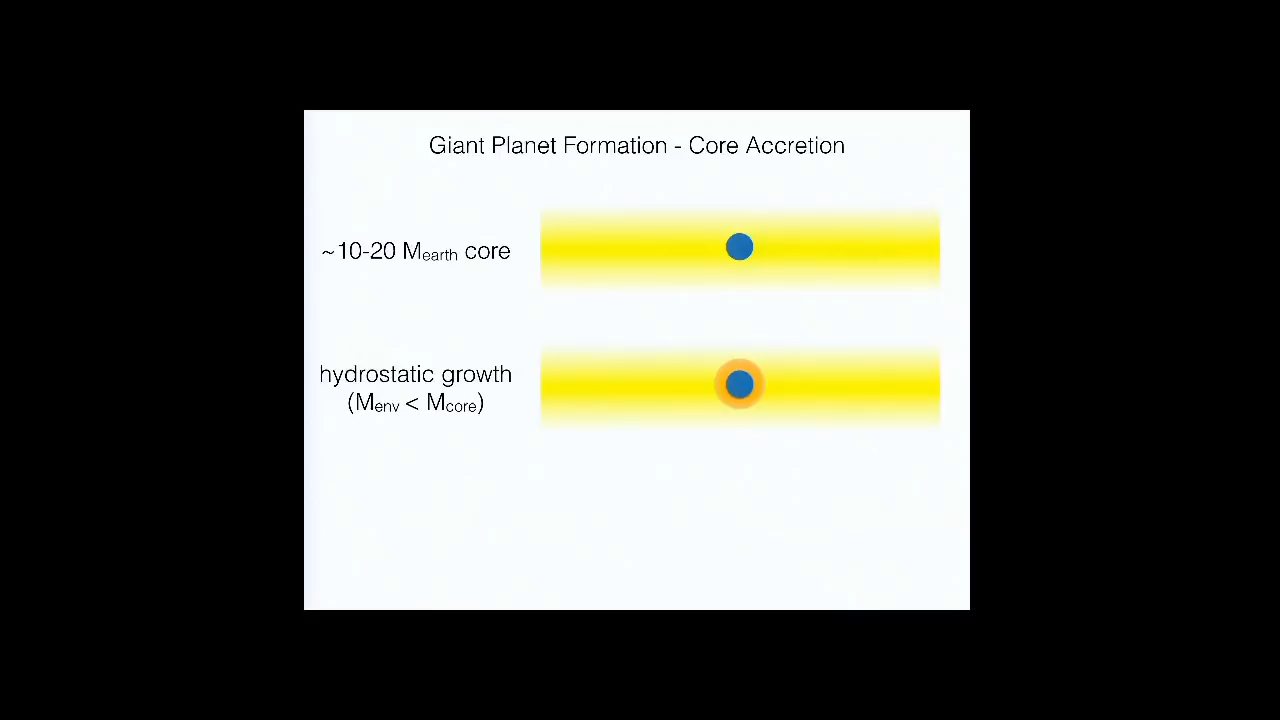 Giant Planet Formation - Core Accretion
~10-20 Mearth core
hydrostatic growth
(Menv < Mcore)